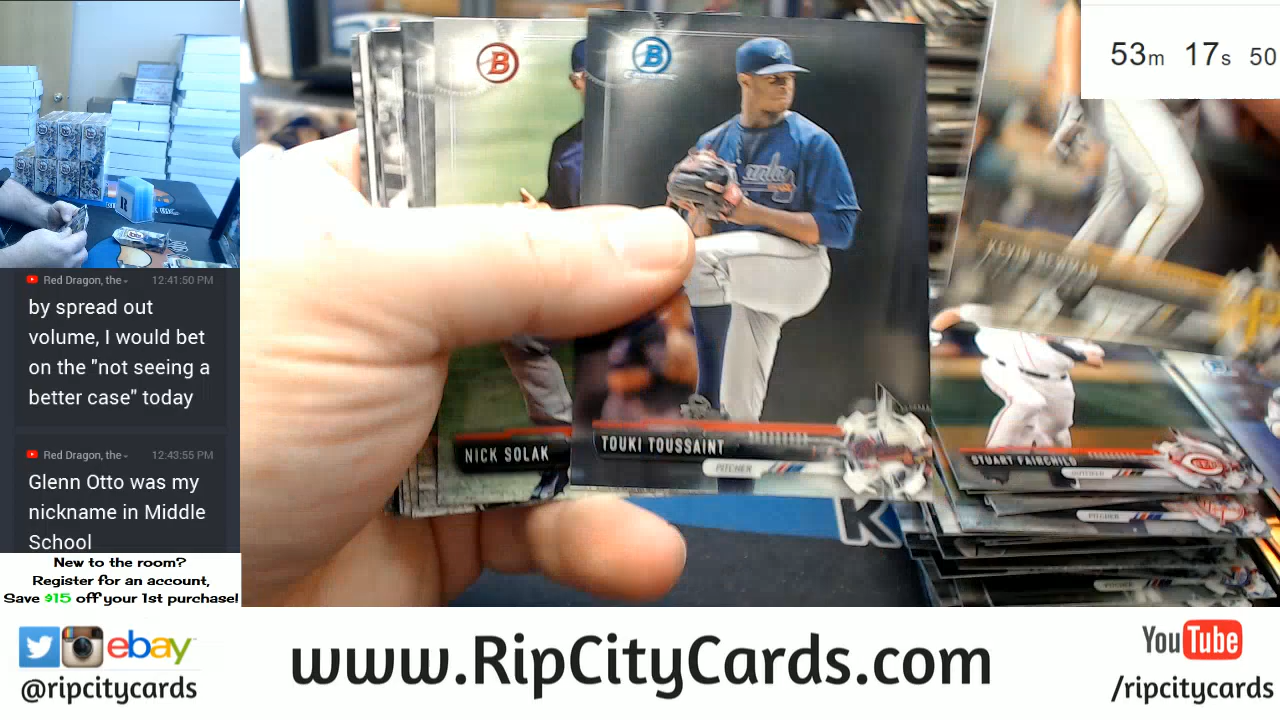 53m 17s 50
Red Dragon, the 12:41:50 PM
by spread out
volume, I would bet
on the "not seeing a
better case" today
Red Dragon, the 12:43:55 PM
Glenn Otto was my
nickname in Middle
School
New to the room?
Register for an account,
Save $15 off your 1st purchase!
B
B
NICK SOLAK
TOUKI TOUSSAINT
PITCHER
KEVIN NEWMAN
STUART FAIRCHILD
PITCHER
K
ebay
@ripcitycards
www.RipCityCards.com
YouTube
/ripcitycards